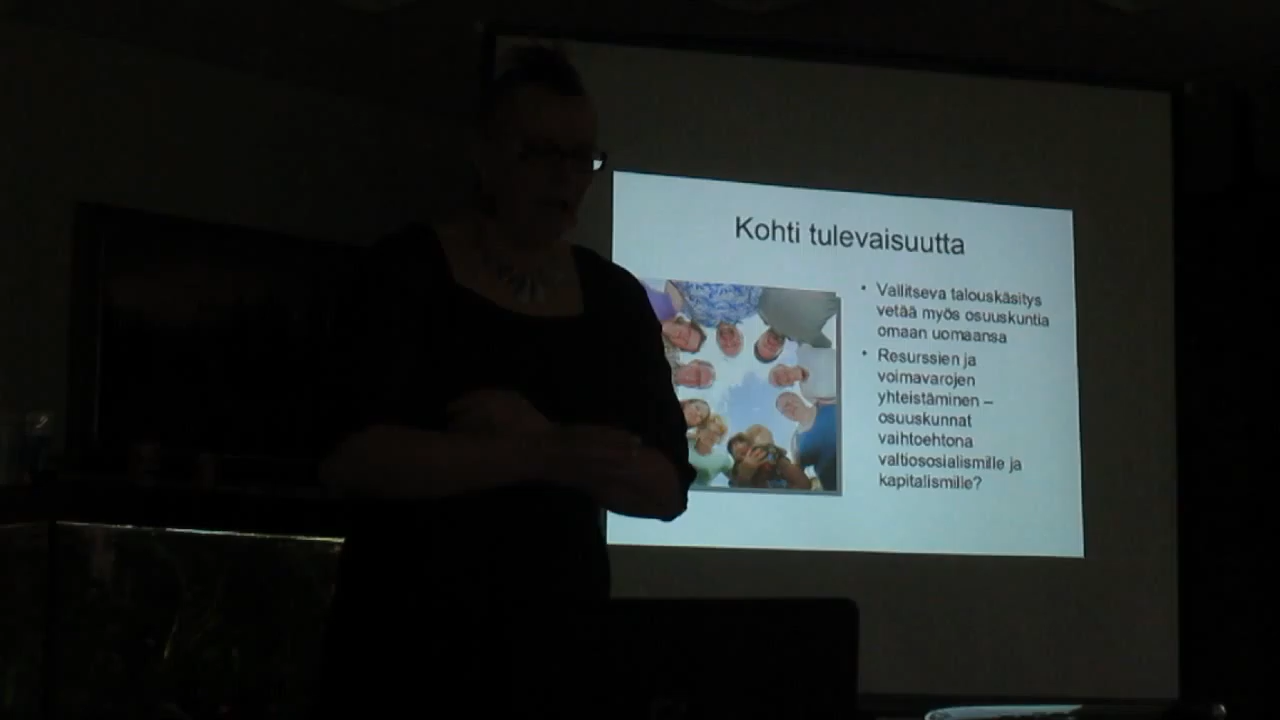 Kohti tulevaisuutta
• Vallitseva talouskäsitys
vetää myös osuuskuntia
omaan uomaansa
• Resurssien ja
voimavarojen
yhteistäminen –
osuuskunnat
vaihtoehtona
valtiososialismille ja
kapitalismille?